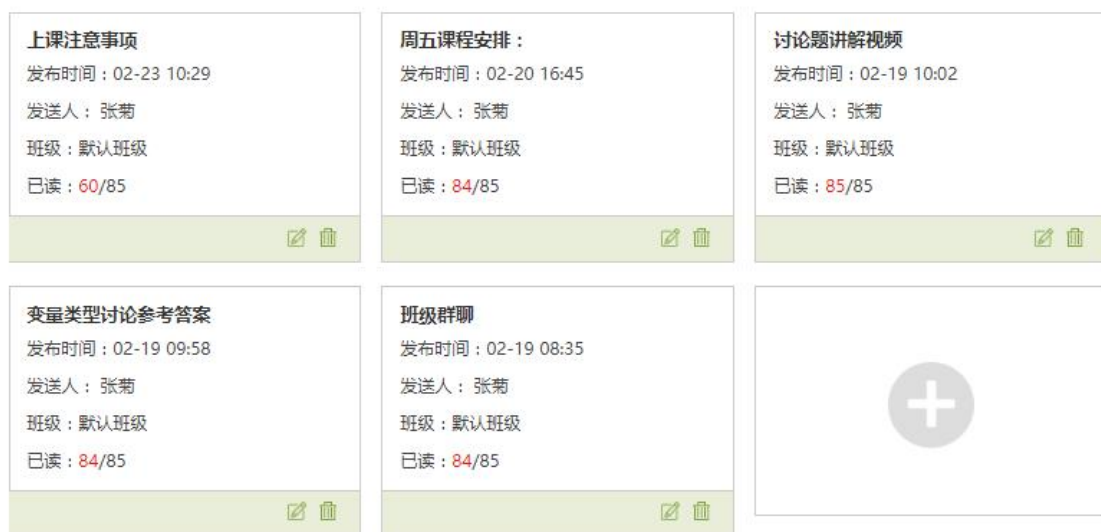 上课注意事项
发布时间：02-23 10:29
发送人： 张菊
班级：默认班级
已读：60/85
周五课程安排：
发布时间：02-20 16:45
发送人： 张菊
班级：默认班级
已读：84/85
讨论题讲解视频
发布时间：02-19 10:02
发送人： 张菊
班级：默认班级
已读：85/85
变量类型讨论参考答案
发布时间：02-19 09:58
发送人： 张菊
班级：默认班级
已读：84/85
班级群聊
发布时间：02-19 08:35
发送人： 张菊
班级：默认班级
已读：84/85